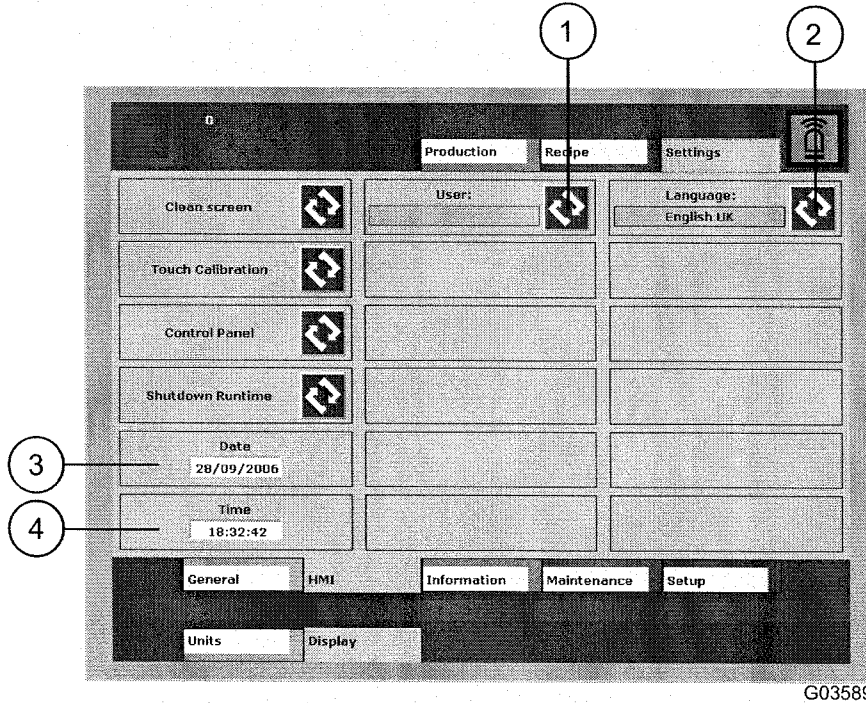 1 2
0
Production Recipe Settings
Clean screen User: Language:
English UK
Touch Calibration
Control Panel
Shutdown Runtime
3 Date
28/09/2006
4 Time
18:32:42
General HMI Information Maintenance Setup
Units Display
G03589